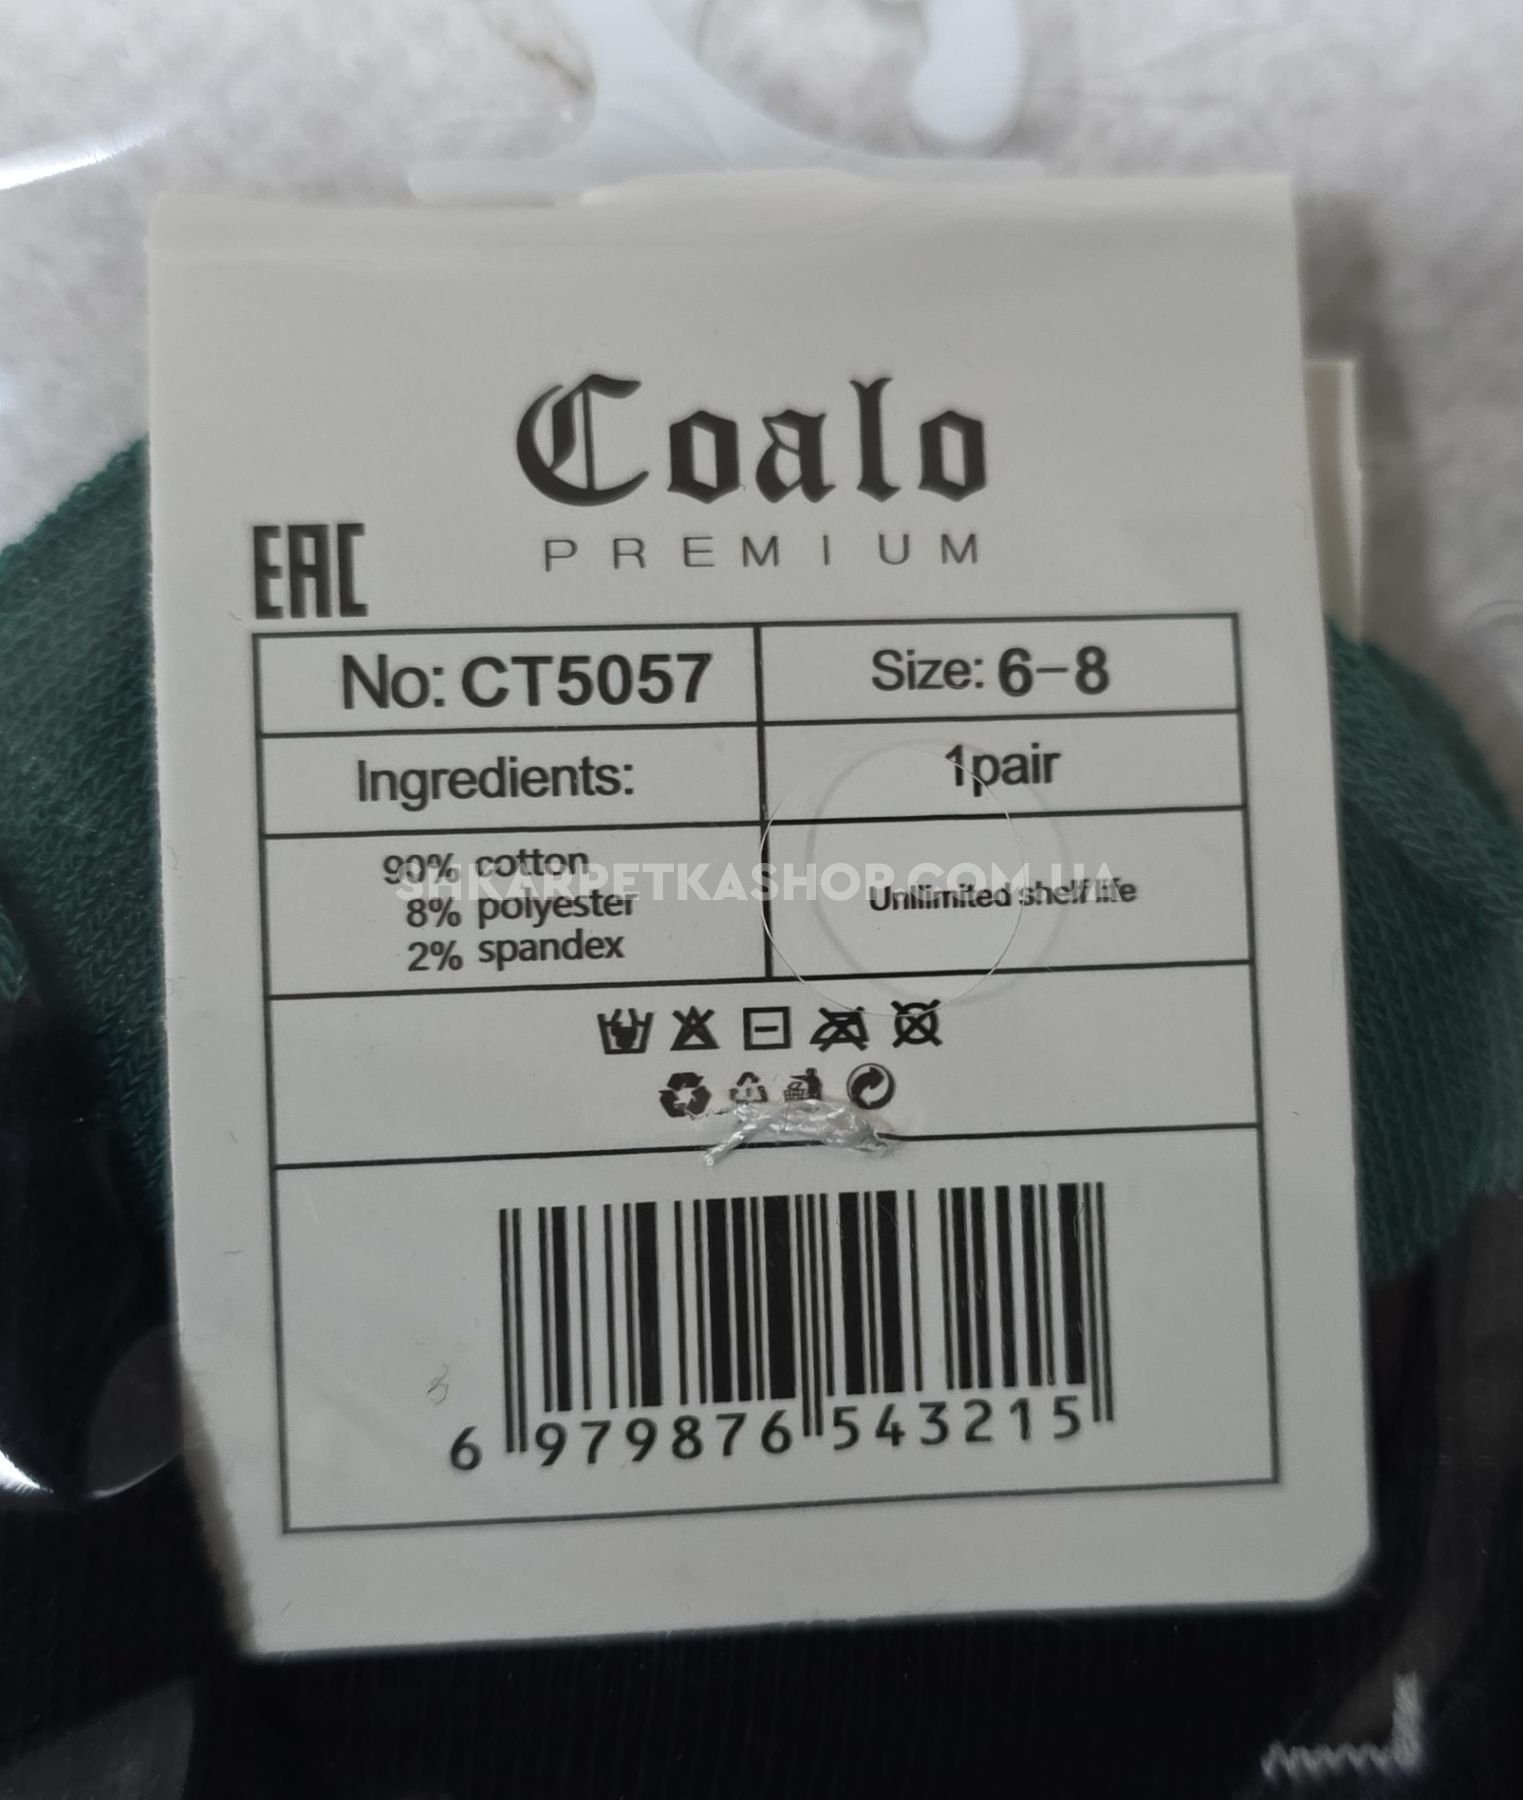 Coalo
PREMIUM
EAC
No: CT5057
Size: 6-8
Ingredients:
1pair
90% cotton
8% polyester
2% spandex
Unilimited shelf life
SHKARPETKASHOP.COM.UA
6 979876 543215